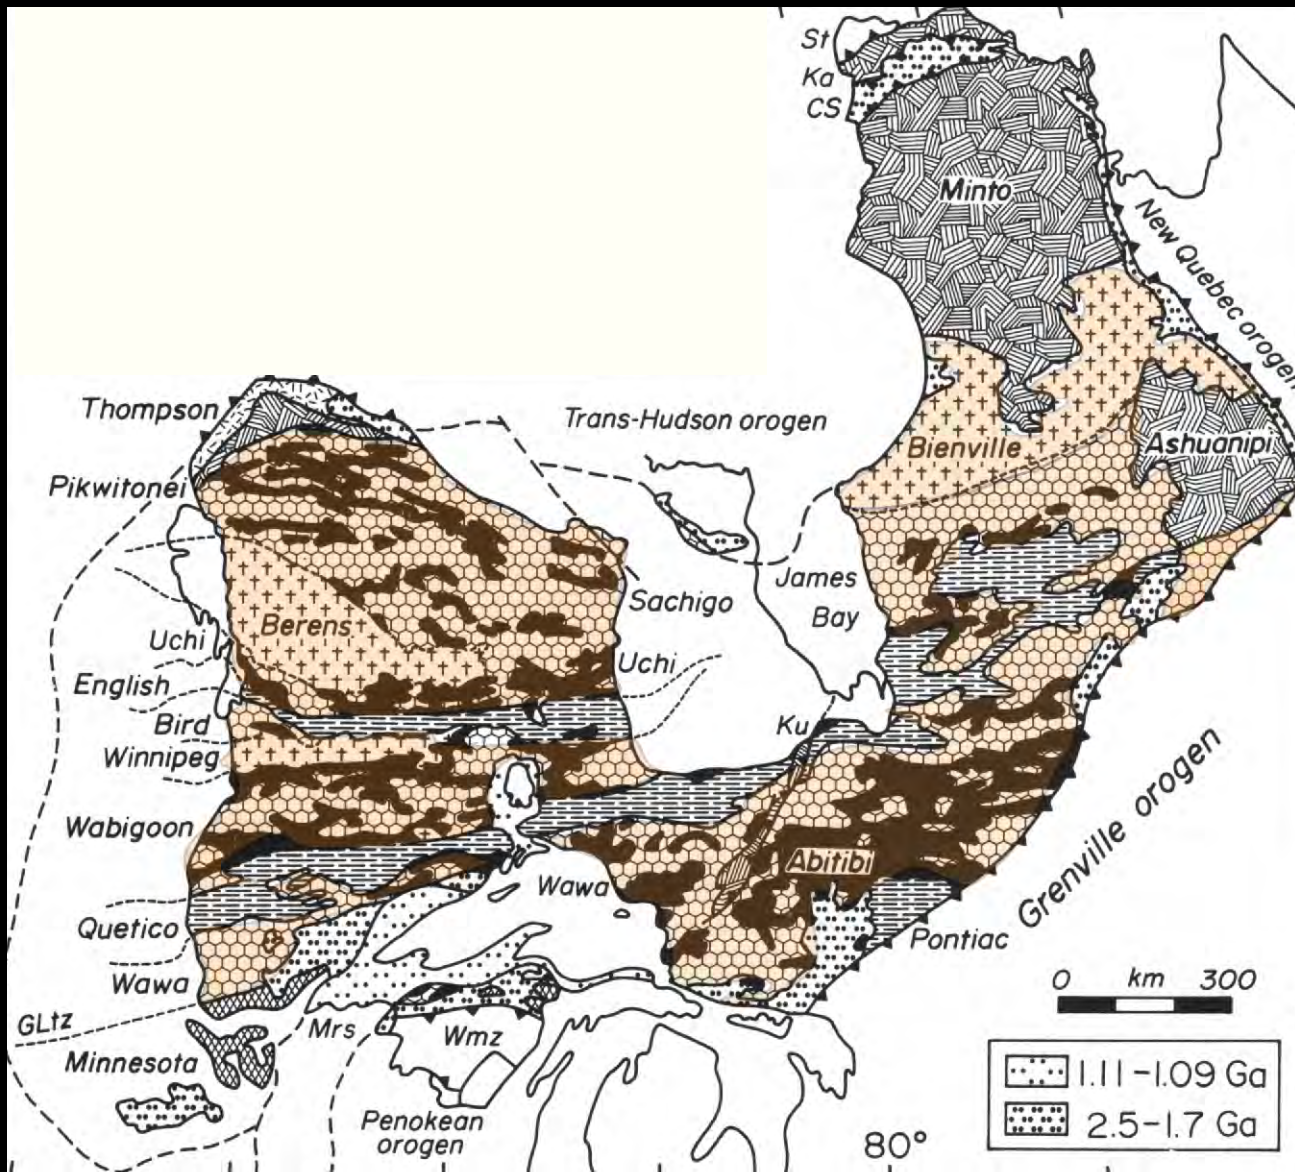 St
Ka
CS
Minto
New Quebec orogen
Thompson
Trans-Hudson orogen
Bienville
Ashuanipi
Pikwitonei
James
Bay
Sachigo
Berens
Uchi
Uchi
English
Bird
Ku
Winnipeg
Wabigoon
Grenville orogen
Abitibi
Wawa
Quetico
Pontiac
Wawa
0 km 300
GLtz
Mrs
Wmz
Minnesota
1.11-1.09 Ga
2.5-1.7 Ga
Penokean
orogen
80°